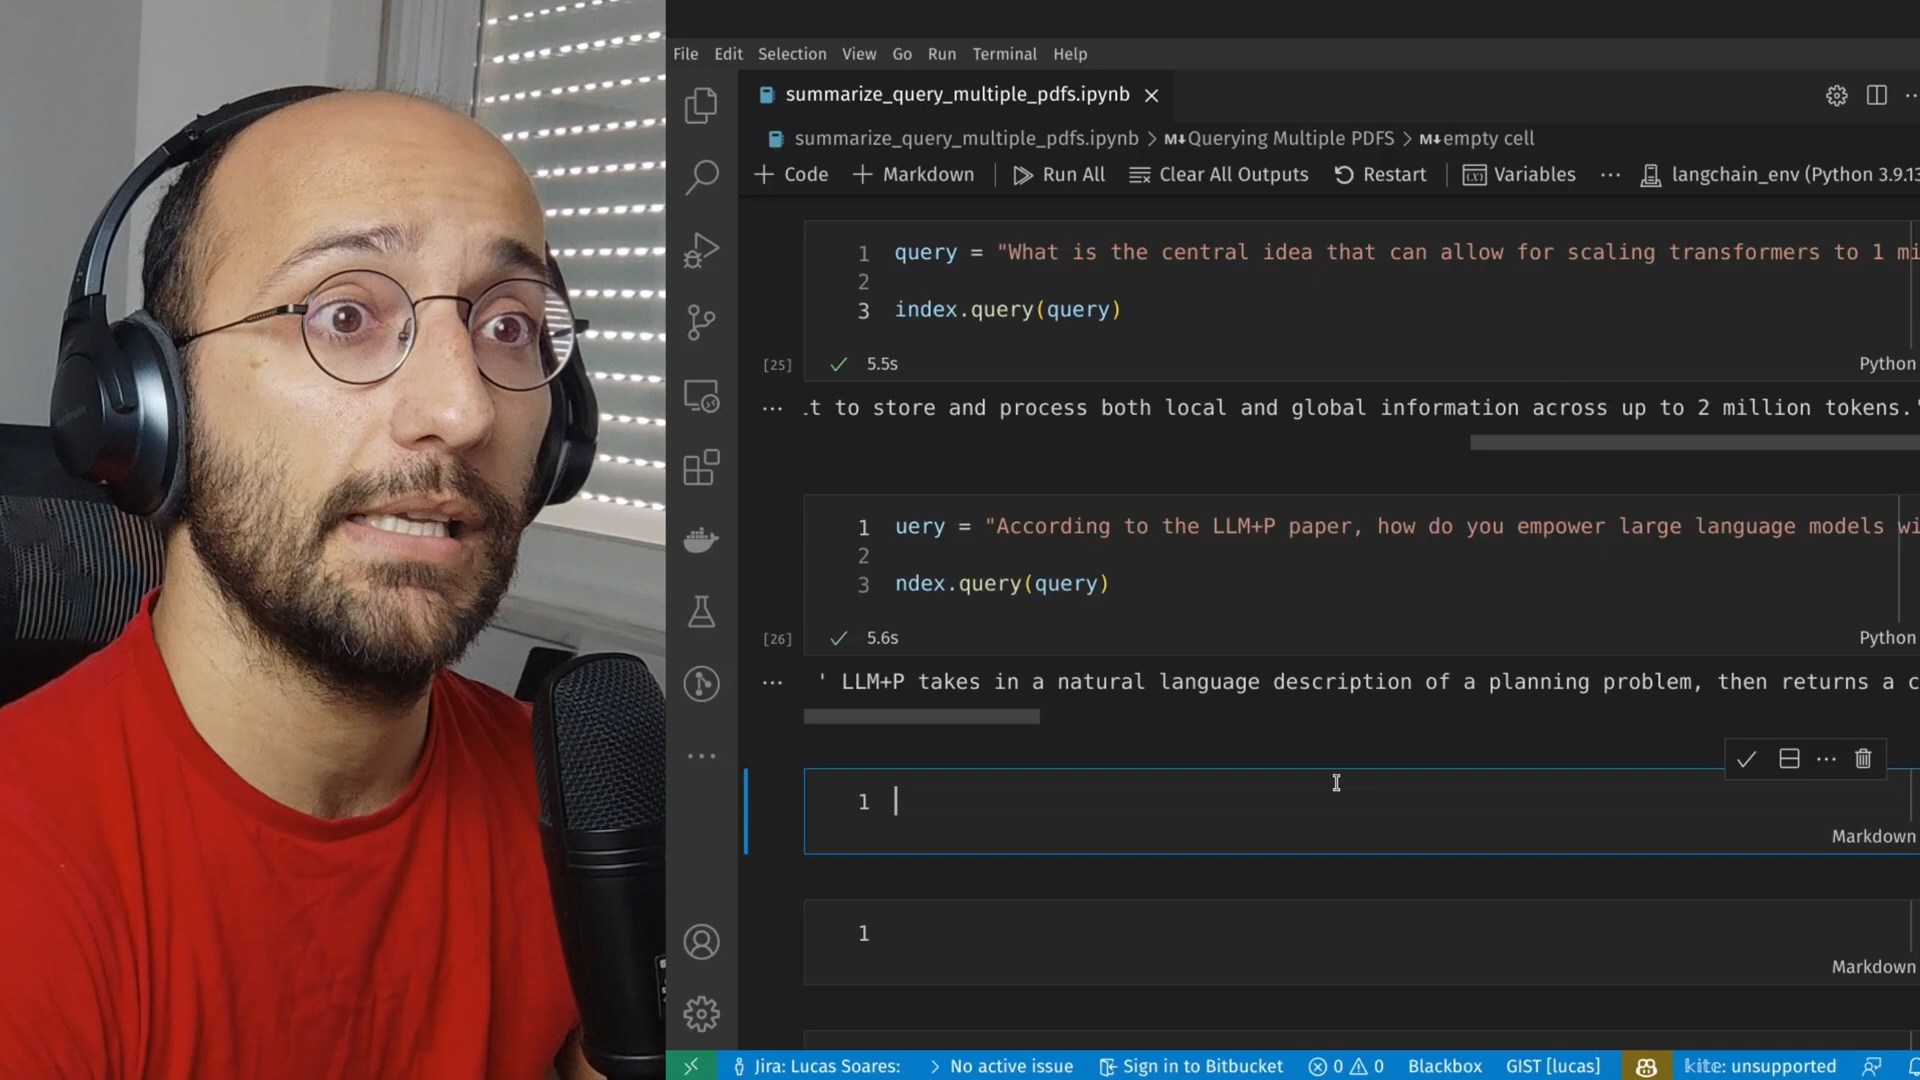 File Edit Selection View Go Run Terminal Help
summarize_query_multiple_pdfs.ipynb
summarize_query_multiple_pdfs.ipynb > M↓Querying Multiple PDFS > M↓empty cell
+ Code + Markdown Run All Clear All Outputs Restart Variables ... langchain_env (Python 3.9.13
1 query = "What is the central idea that can allow for scaling transformers to 1 mi
2
3 index.query(query)
[25] 5.5s Python
... .t to store and process both local and global information across up to 2 million tokens.'
1 uery = "According to the LLM+P paper, how do you empower large language models wi
2
3 ndex.query(query)
[26] 5.6s Python
... ' LLM+P takes in a natural language description of a planning problem, then returns a c
1
Markdown
1
Markdown
Jira: Lucas Soares: > No active issue Sign in to Bitbucket 0 0 Blackbox GIST [lucas] kite: unsupported